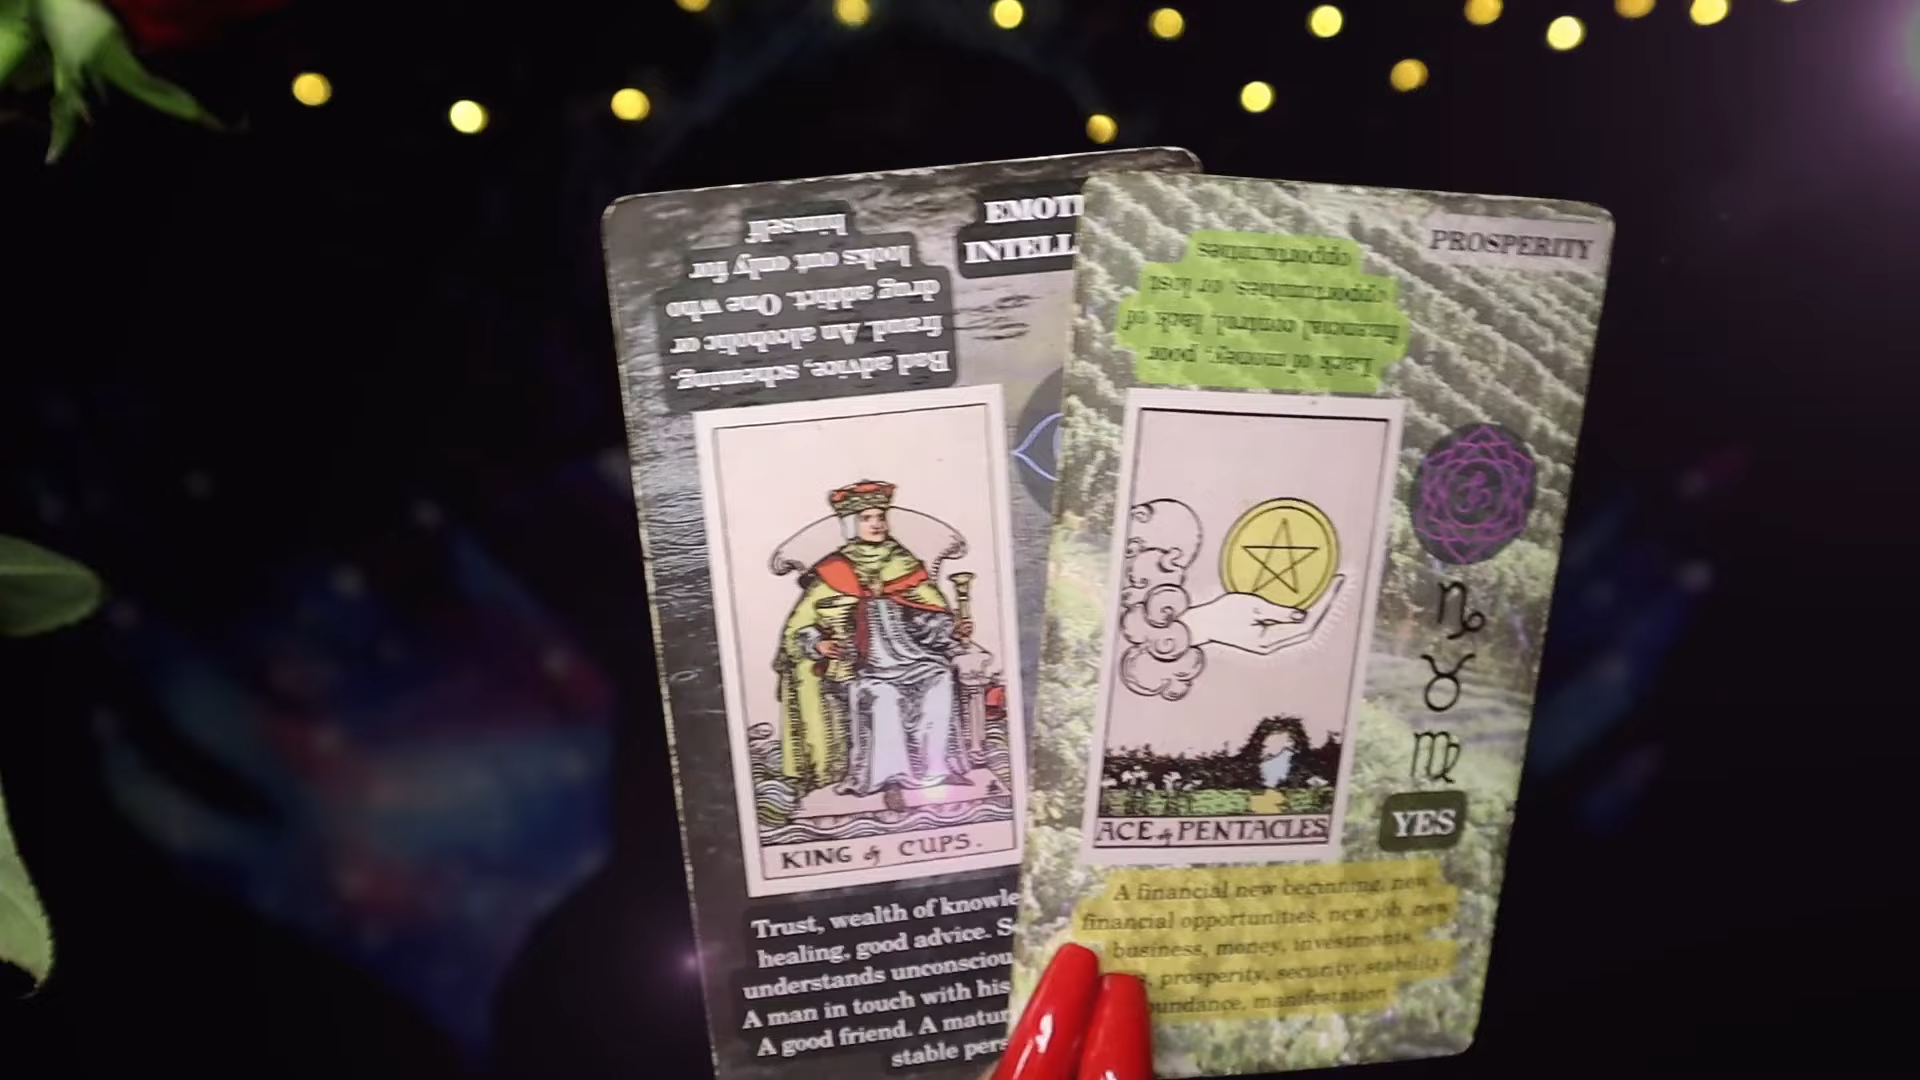 himself
looks out only for
drug addict. One who
fraud. An alcoholic or
Bad advice, scheming,
EMOTI
INTELL
KING of CUPS.
Trust, wealth of knowle
healing, good advice. S
understands unconsciou
A man in touch with his
A good friend. A matur
stable pers
PROSPERITY
opportunities
opportunities, or lost
financial control, lack of
Lack of money, poor
ACE of PENTACLES
YES
A financial new beginning, new
financial opportunities, new job, new
business, money, investments,
prosperity, security, stability
undance, manifestation